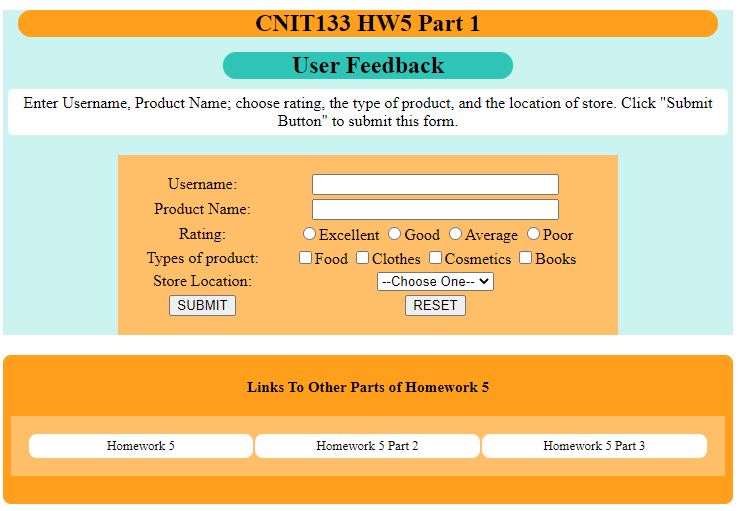 CNIT133 HW5 Part 1
User Feedback
Enter Username, Product Name; choose rating, the type of product, and the location of store. Click "Submit
Button" to submit this form.
Username:
Product Name:
Rating: Excellent Good Average Poor
Types of product: Food Clothes Cosmetics Books
Store Location: --Choose One--
SUBMIT RESET
Links To Other Parts of Homework 5
Homework 5 Homework 5 Part 2 Homework 5 Part 3